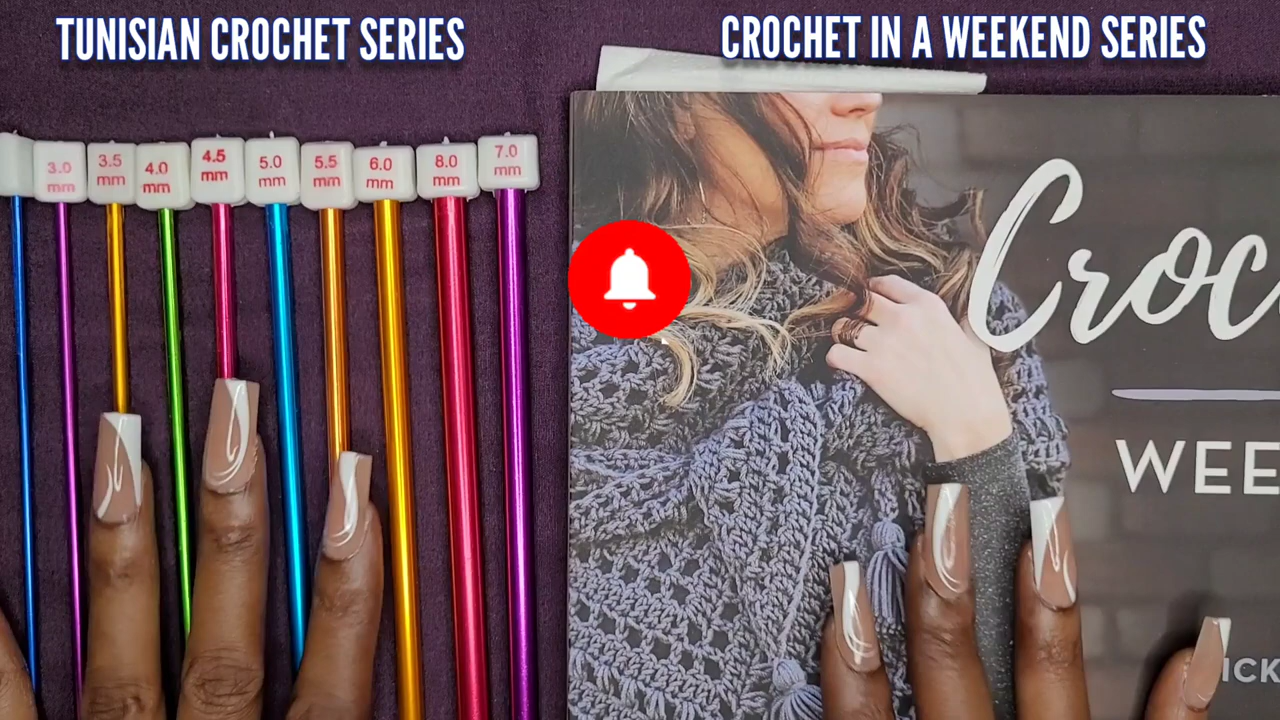 TUNISIAN CROCHET SERIES
CROCHET IN A WEEKEND SERIES
3.0
mm
3.5
mm
4.0
mm
4.5
mm
5.0
mm
5.5
mm
6.0
mm
8.0
mm
7.0
mm
Croc
WEE
ICK